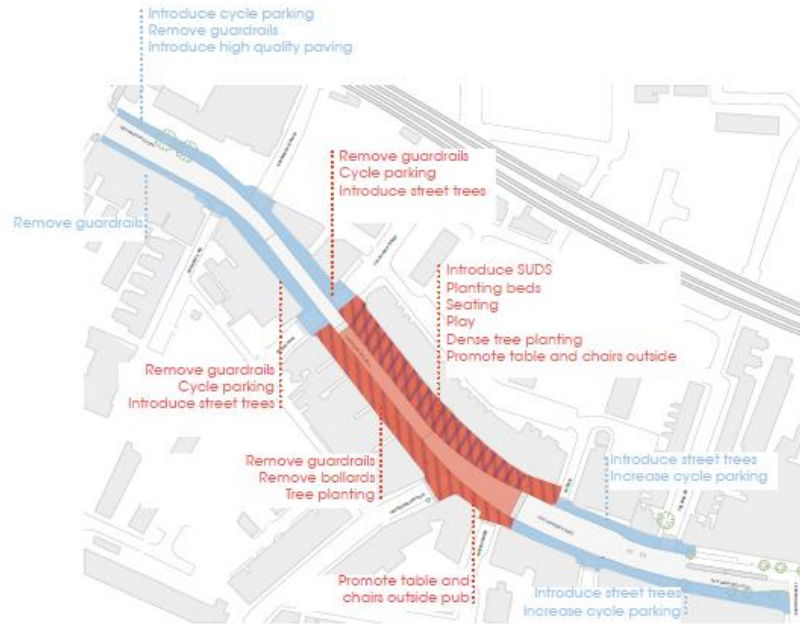 Introduce cycle parking
Remove guardrails
Introduce high quality paving
Remove guardrails
Cycle parking
Introduce street trees
Remove guardrails
Introduce SUDS
Planting beds
Seating
Play
Dense tree planting
Promote table and chairs outside
Remove guardrails
Cycle parking
Introduce street trees
Remove guardrails
Remove bollards
Tree planting
Introduce street trees
Increase cycle parking
Promote table and
chairs outside pub
Introduce street trees
Increase cycle parking